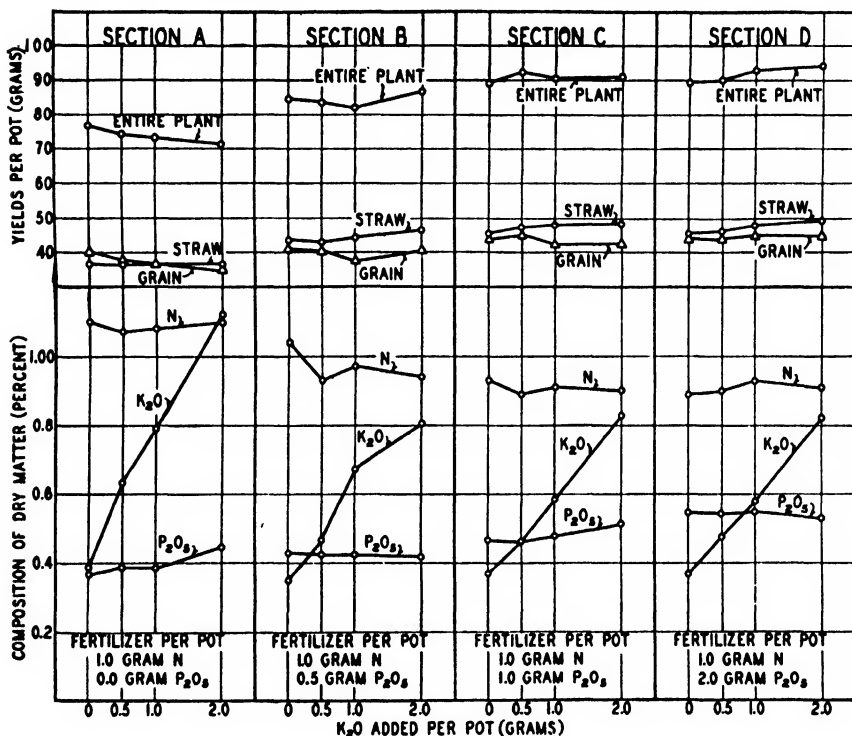 SECTION A
SECTION B
SECTION C
SECTION D
YIELDS PER POT (GRAMS)
100
90
80
70
60
50
40
ENTIRE PLANT
STRAW
GRAIN
ENTIRE PLANT
STRAW
GRAIN
ENTIRE PLANT
STRAW
GRAIN
ENTIRE PLANT
STRAW
GRAIN
COMPOSITION OF DRY MATTER (PERCENT)
1.00
0.8
0.6
0.4
0.2
N
K₂O
P₂O₅
N
K₂O
P₂O₅
N
K₂O
P₂O₅
N
K₂O
P₂O₅
FERTILIZER PER POT
1.0 GRAM N
0.0 GRAM P₂O₅
FERTILIZER PER POT
1.0 GRAM N
0.5 GRAM P₂O₅
FERTILIZER PER POT
1.0 GRAM N
1.0 GRAM P₂O₅
FERTILIZER PER POT
1.0 GRAM N
2.0 GRAM P₂O₅
0 0.5 1.0 2.0 0 0.5 1.0 2.0 0 0.5 1.0 2.0 0 0.5 1.0 2.0
K₂O ADDED PER POT (GRAMS)